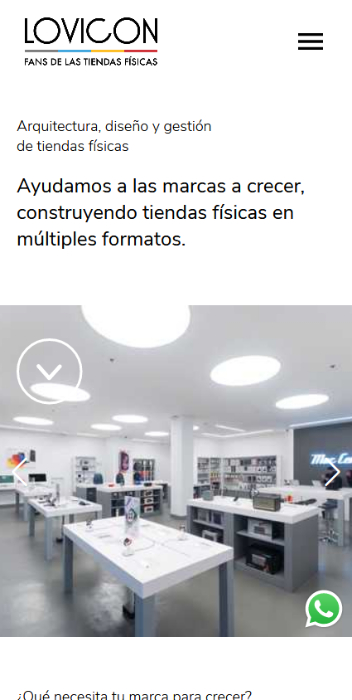 LOVICON
FANS DE LAS TIENDAS FÍSICAS
Arquitectura, diseño y gestión
de tiendas físicas
Ayudamos a las marcas a crecer,
construyendo tiendas físicas en
múltiples formatos.
¿Qué necesita tu marca para crecer?